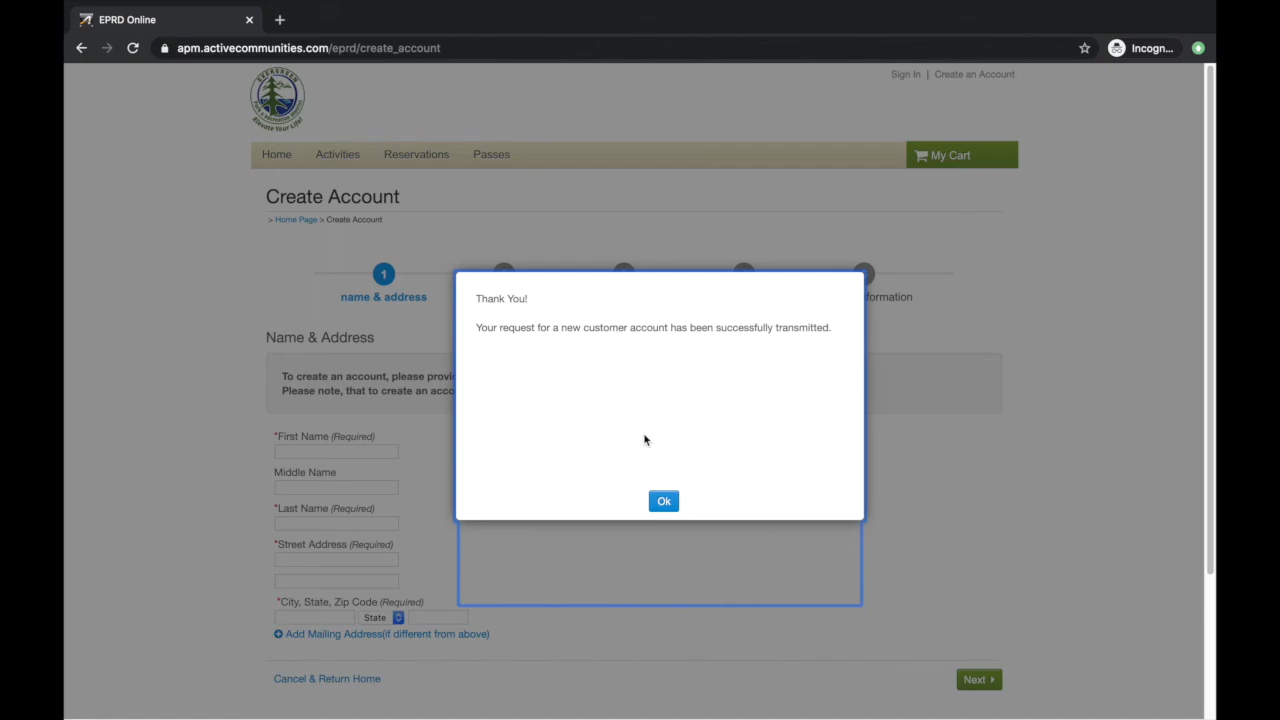 EPRD Online
apm.activecommunities.com/eprd/create_account
Incogn...
EVERGREEN
Elevate Your Life!
Sign In | Create an Account
Home Activities Reservations Passes
My Cart
Create Account
> Home Page > Create Account
1
name & address
formation
Thank You!
Your request for a new customer account has been successfully transmitted.
Ok
Name & Address
To create an account, please provi
Please note, that to create an acco
*First Name (Required)
Middle Name
*Last Name (Required)
*Street Address (Required)
*City, State, Zip Code (Required)
State
Add Mailing Address(if different from above)
Cancel & Return Home
Next